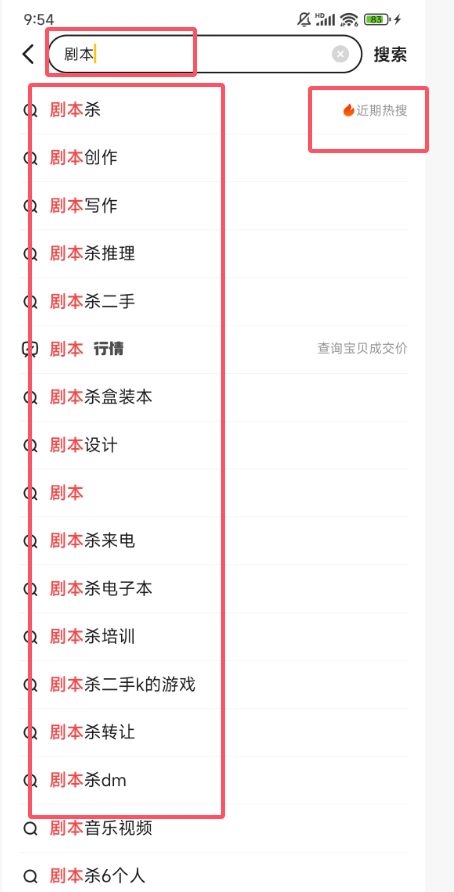 9:54
HD 83
剧本
搜索
剧本杀 近期热搜
剧本创作
剧本写作
剧本杀推理
剧本杀二手
剧本 行情 查询宝贝成交价
剧本杀盒装本
剧本设计
剧本
剧本杀来电
剧本杀电子本
剧本杀培训
剧本杀二手k的游戏
剧本杀转让
剧本杀dm
剧本音乐视频
剧本杀6个人